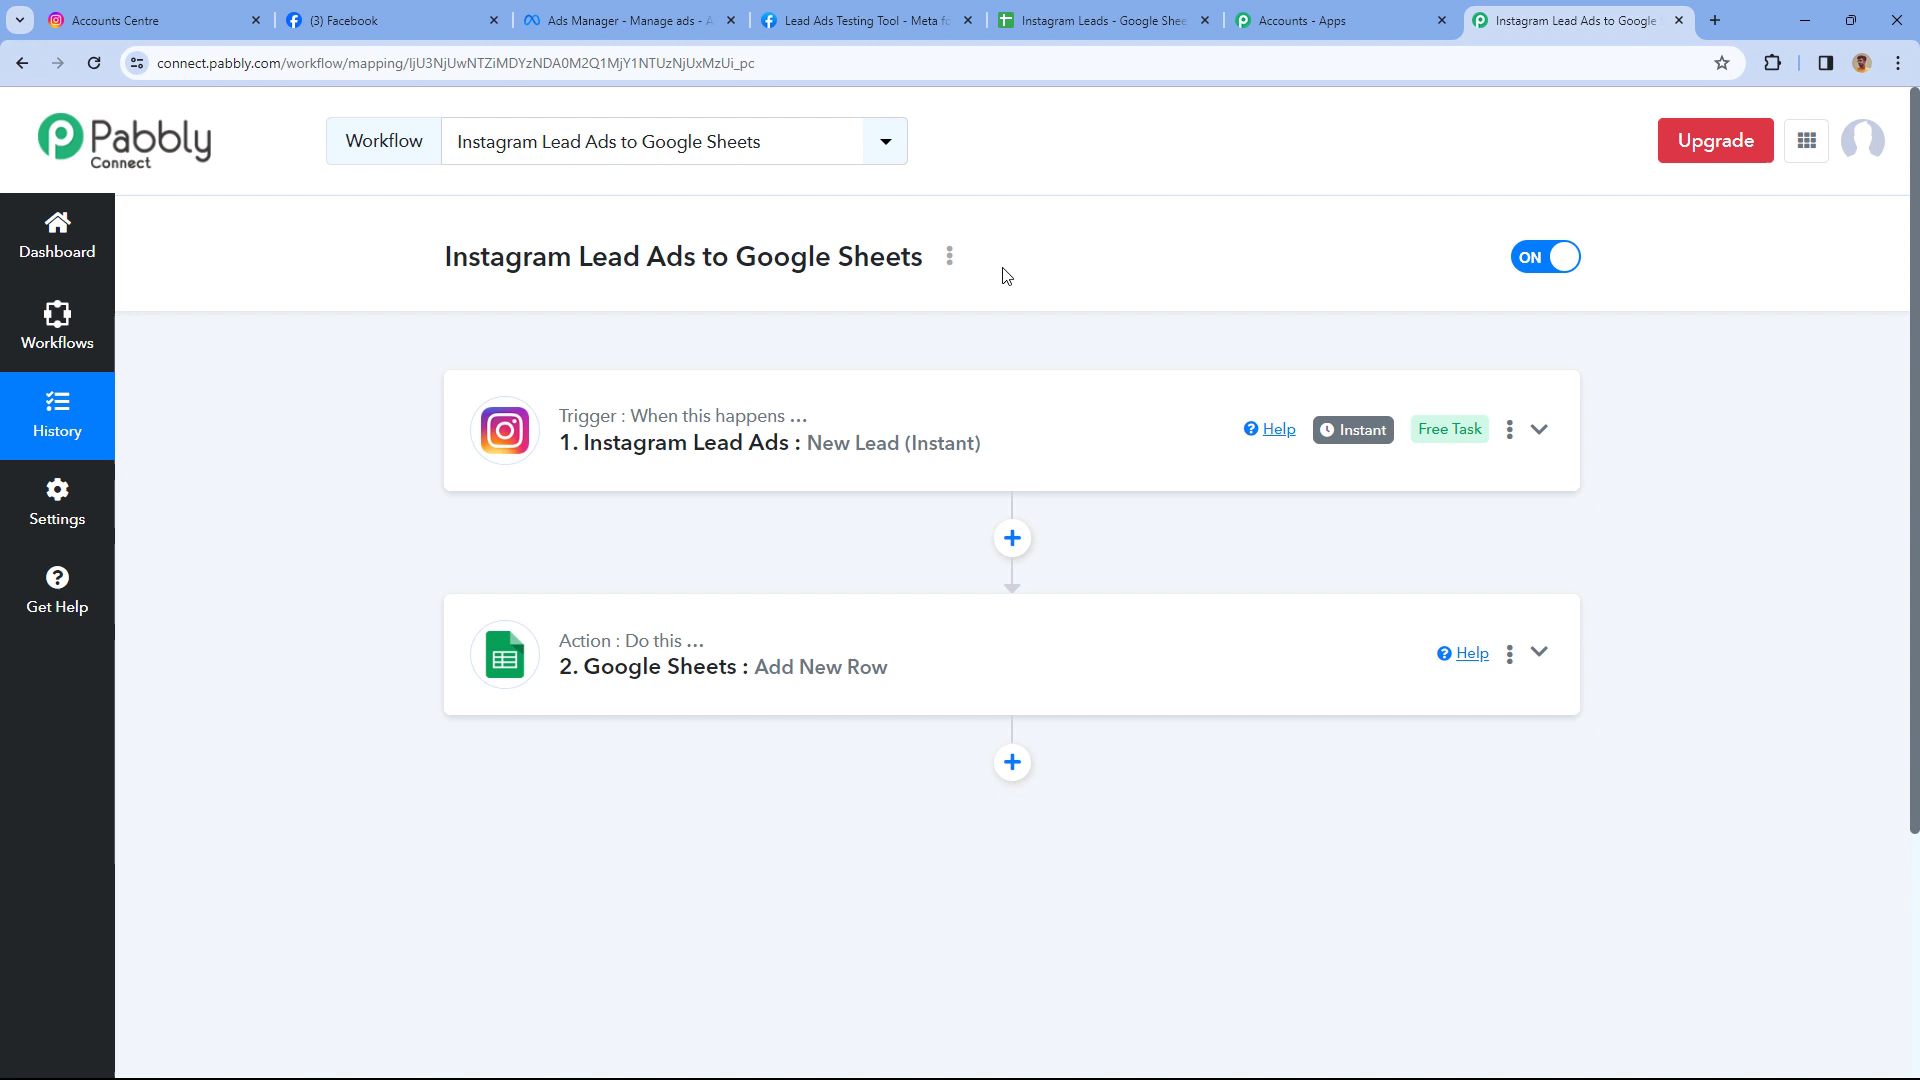 Accounts Centre
(3) Facebook
Ads Manager - Manage ads - A
Lead Ads Testing Tool - Meta fo
Instagram Leads - Google Shee
Accounts - Apps
Instagram Lead Ads to Google
connect.pabbly.com/workflow/mapping/IjU3NjUwNTZiMDYzNDA0M2Q1MjY1NTUzNjUxMzUi_pc
Pabbly
Connect
Workflow
Instagram Lead Ads to Google Sheets
Upgrade
Dashboard
Workflows
History
Settings
Get Help
Instagram Lead Ads to Google Sheets
ON
Trigger : When this happens ...
1. Instagram Lead Ads : New Lead (Instant)
Help
Instant
Free Task
Action : Do this ...
2. Google Sheets : Add New Row
Help